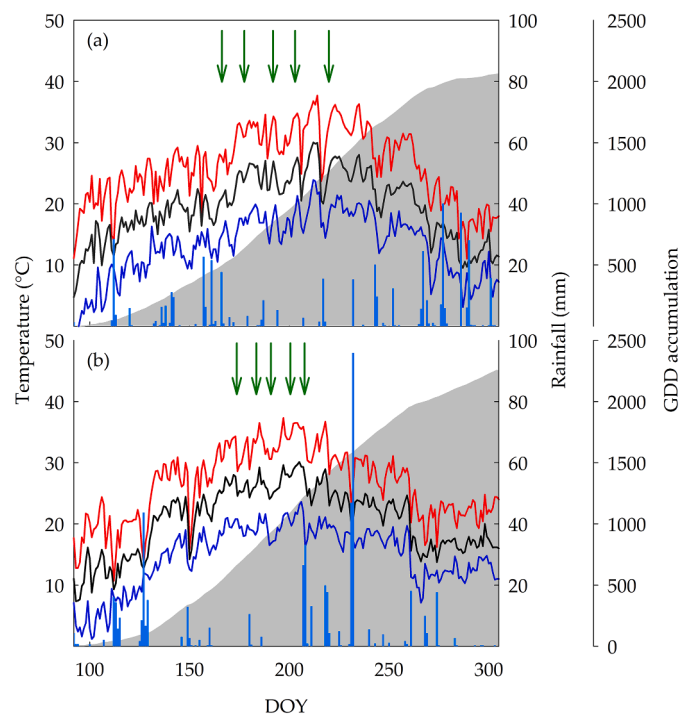 50 100 2500
(a)
40 80 2000
30 60 1500
20 40 1000
10 20 500
50 100 2500
(b)
40 80 2000
30 60 1500
20 40 1000
10 20 500
0 0
100 150 200 250 300
DOY
Temperature (°C)
Rainfall (mm)
GDD accumulation